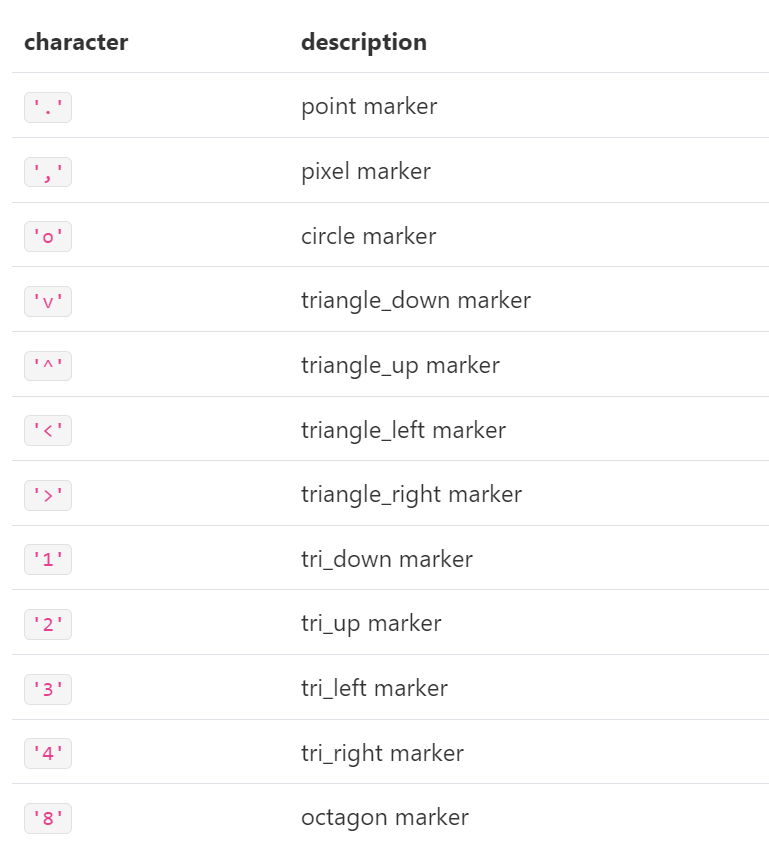 character description
'.' point marker
',' pixel marker
'o' circle marker
'v' triangle_down marker
'^' triangle_up marker
'<' triangle_left marker
'>' triangle_right marker
'1' tri_down marker
'2' tri_up marker
'3' tri_left marker
'4' tri_right marker
'8' octagon marker